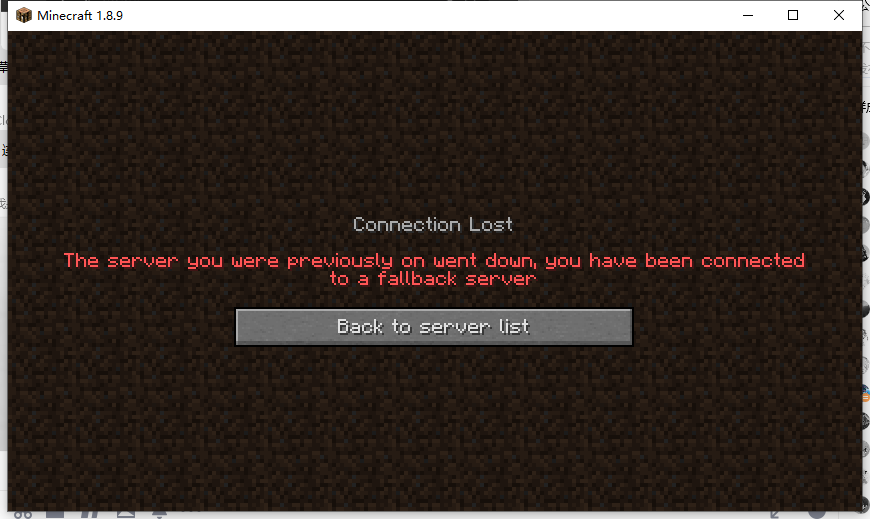 Minecraft 1.8.9
Connection Lost
The server you were previously on went down, you have been connected
to a fallback server
Back to server list